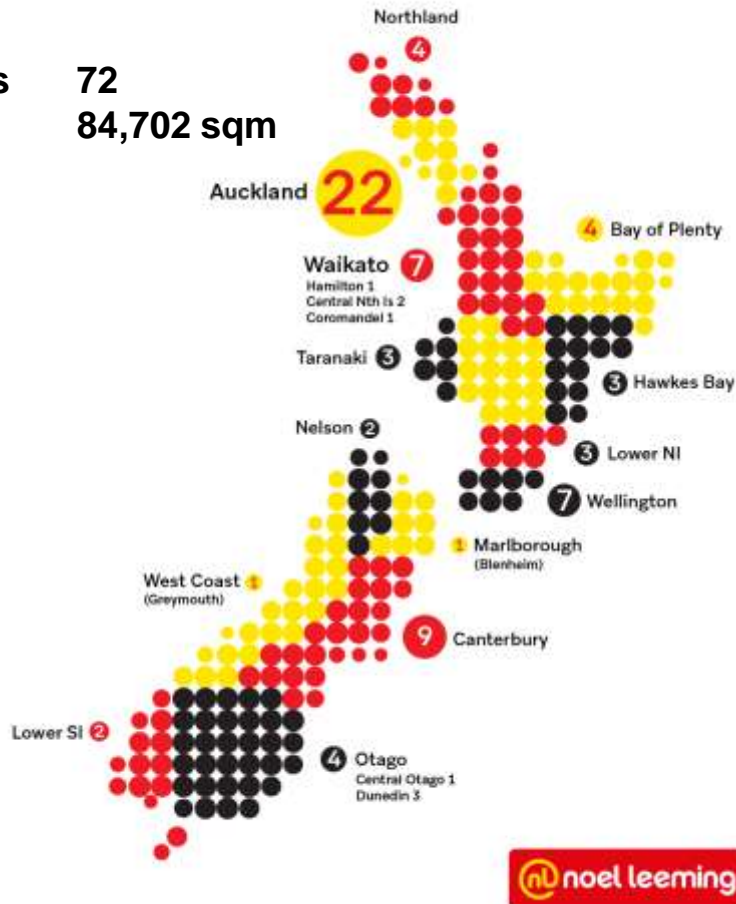 s 72
84,702 sqm
Northland
4
Auckland 22
4 Bay of Plenty
Waikato 7
Hamilton 1
Central Nth Is 2
Coromandel 1
Taranaki 3
3 Hawkes Bay
Nelson 2
3 Lower NI
7 Wellington
1 Marlborough
(Blenheim)
West Coast 1
(Greymouth)
9 Canterbury
Lower SI 2
4 Otago
Central Otago 1
Dunedin 3
nl noel leeming